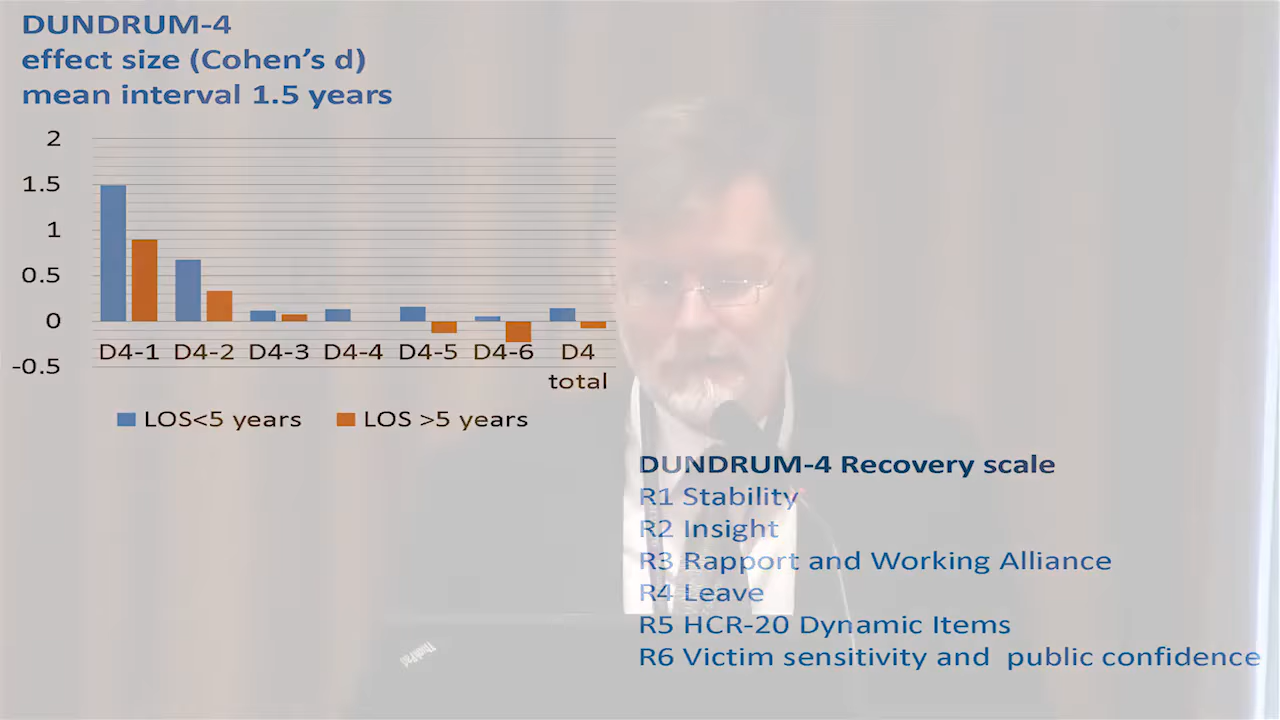 DUNDRUM-4
effect size (Cohen's d)
mean interval 1.5 years
2
1.5
1
0.5
0
-0.5
D4-1 D4-2 D4-3 D4-4 D4-5 D4-6 D4 total
LOS<5 years LOS >5 years
DUNDRUM-4 Recovery scale
R1 Stability
R2 Insight
R3 Rapport and Working Alliance
R4 Leave
R5 HCR-20 Dynamic Items
R6 Victim sensitivity and public confidence
ThinkPad